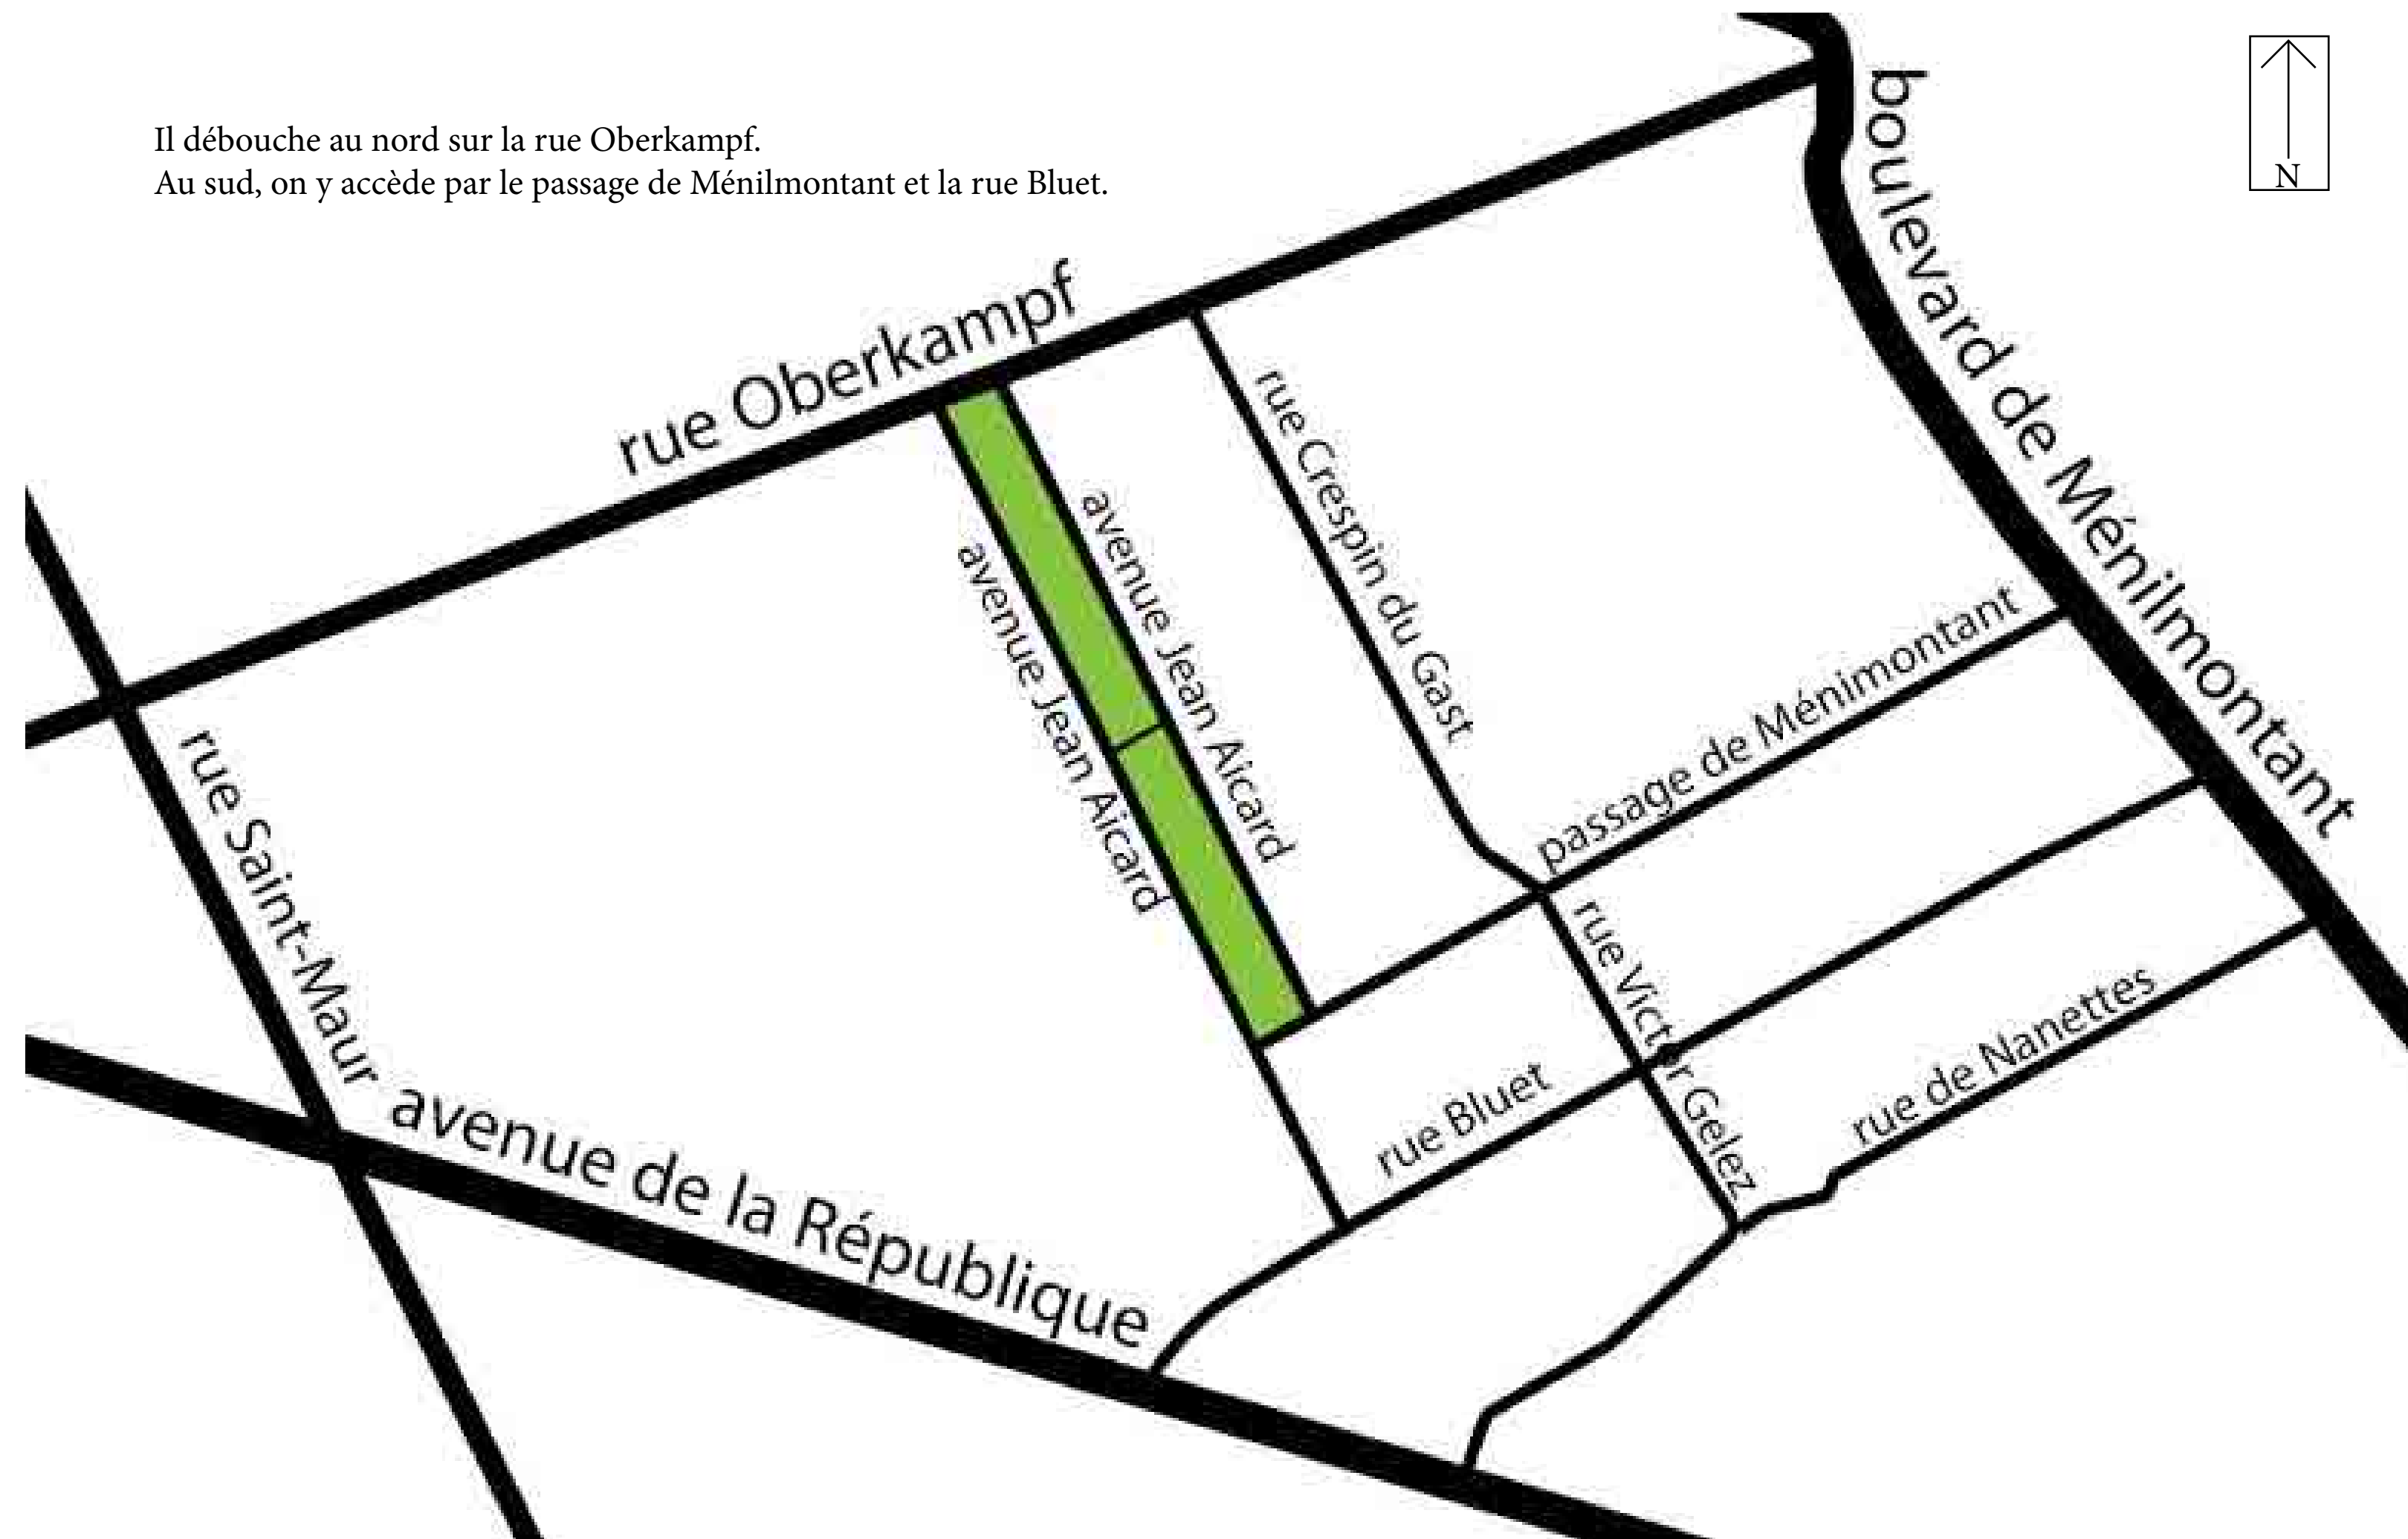 Il débouche au nord sur la rue Oberkampf.
Au sud, on y accède par le passage de Ménilmontant et la rue Bluet.
N
boulevard de Ménilmontant
rue Oberkampf
rue Crespin du Gast
avenue Jean Aicard
avenue Jean Aicard
passage de Ménimontant
rue Saint-Maur
rue Victor Gelez
rue de Nanettes
rue Bluet
avenue de la République